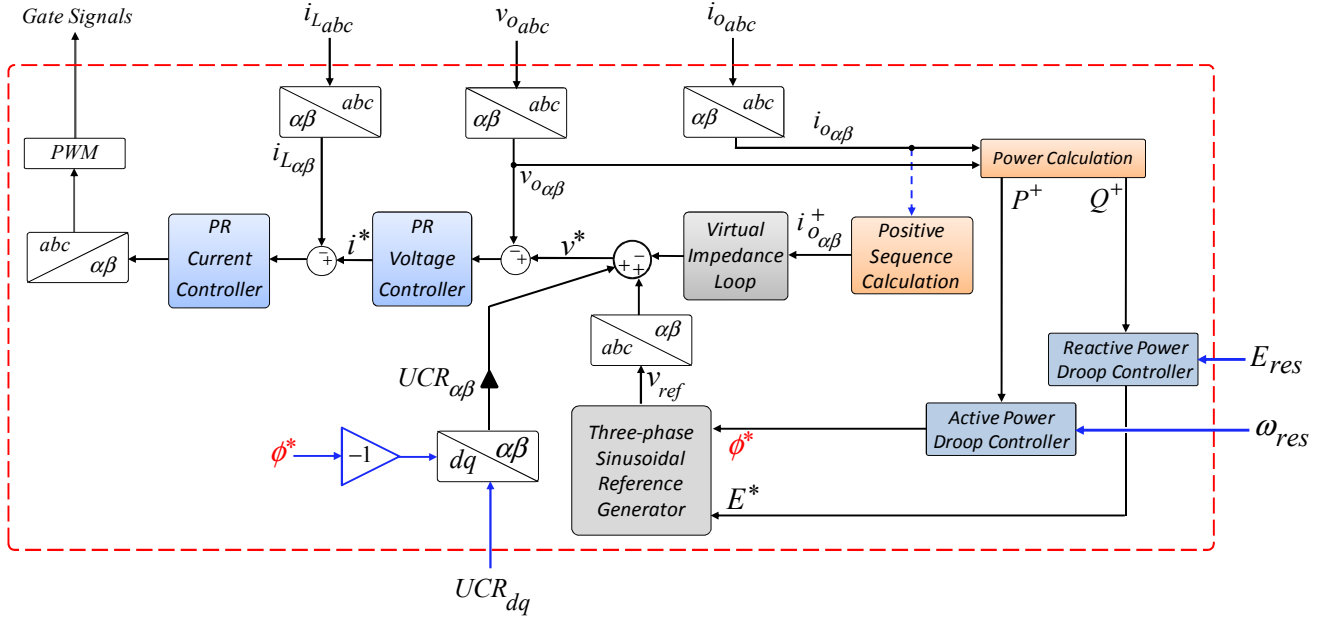 Gate Signals
i_{L_{abc}}
v_{o_{abc}}
i_{o_{abc}}
abc
αβ
abc
αβ
abc
αβ
i_{o_{αβ}}
PWM
i_{L_{αβ}}
v_{o_{αβ}}
Power Calculation
P^+
Q^+
abc
αβ
PR
Current
Controller
−
+
i^*
PR
Voltage
Controller
−
+
v^*
−
+
+
Virtual
Impedance
Loop
i^+_{o_{αβ}}
Positive
Sequence
Calculation
αβ
abc
Reactive Power
Droop Controller
E_{res}
UCR_{αβ}
v_{ref}
ϕ^*
−1
αβ
dq
Three-phase
Sinusoidal
Reference
Generator
ϕ^*
Active Power
Droop Controller
ω_{res}
E^*
UCR_{dq}